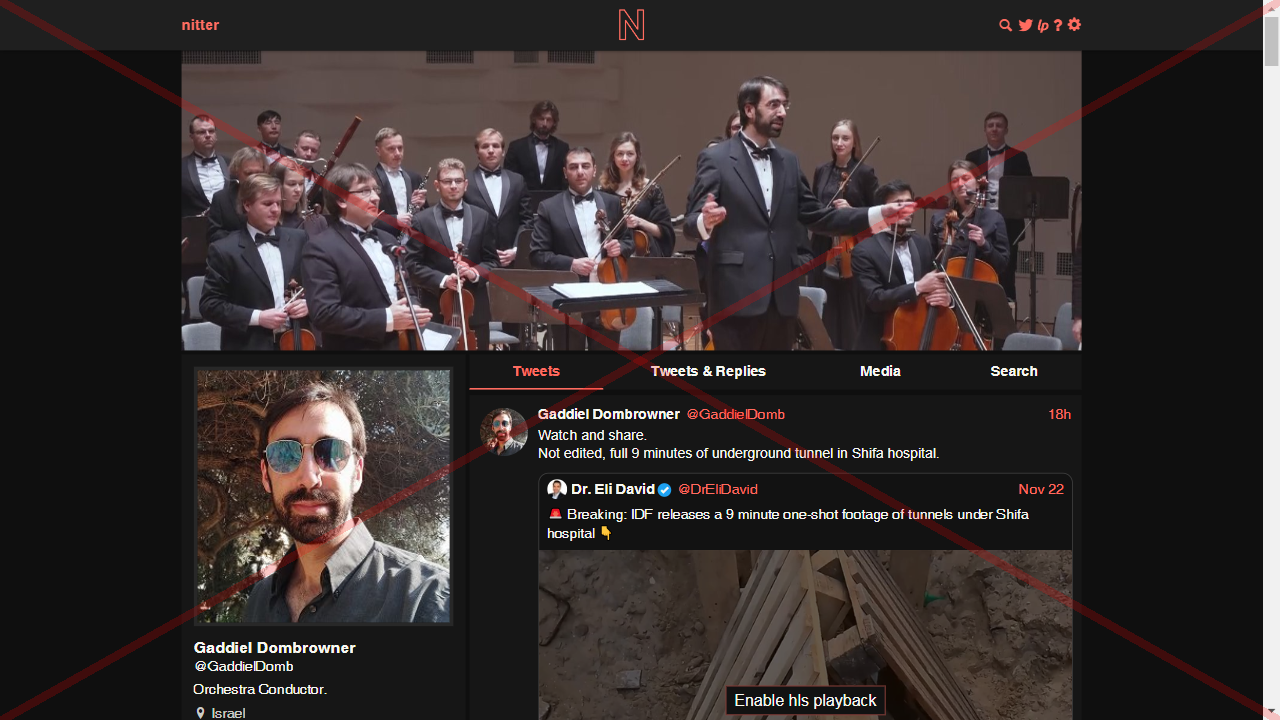 nitter
N
lp ?
Tweets
Tweets & Replies
Media
Search
Gaddiel Dombrowner @GaddielDomb 18h
Watch and share.
Not edited, full 9 minutes of underground tunnel in Shifa hospital.
Dr. Eli David @DrEliDavid Nov 22
🚨 Breaking: IDF releases a 9 minute one-shot footage of tunnels under Shifa
hospital 👇
Enable hls playback
Gaddiel Dombrowner
@GaddielDomb
Orchestra Conductor.
Israel